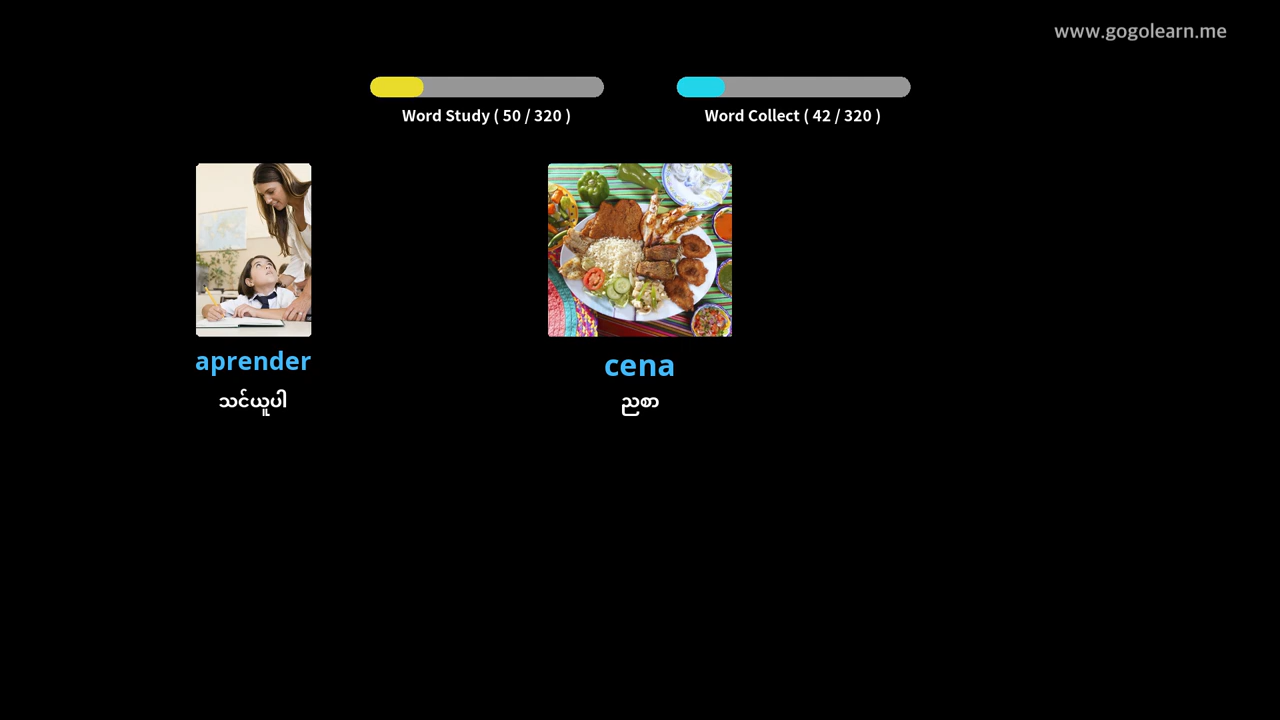 www.gogolearn.me
Word Study ( 50 / 320 )
Word Collect ( 42 / 320 )
aprender
သင်ယူပါ
cena
ညစာ